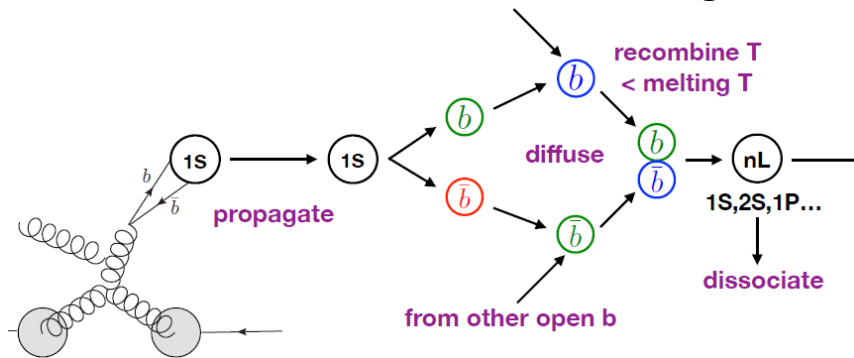 recombine T
< melting T
b
b
1S
1S
b
diffuse
b
b̄
nL
b
b̄
propagate
b̄
b̄
1S,2S,1P...
dissociate
from other open b